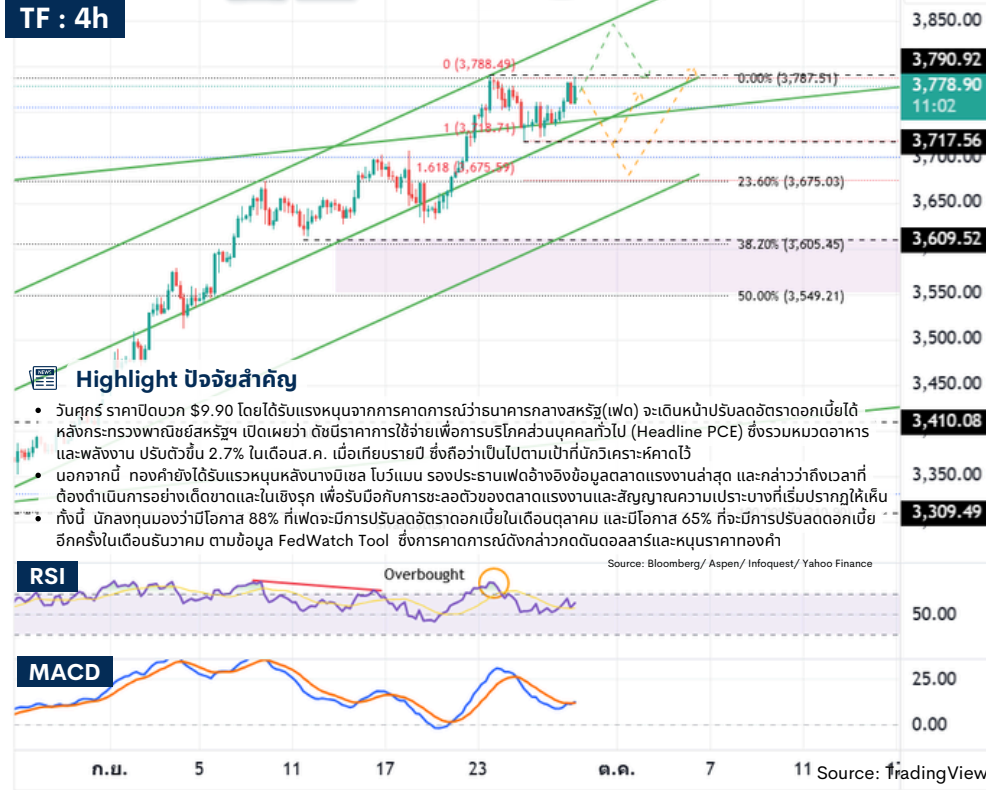 TF : 4h
3,850.00
0 (3,788.49)
3,790.92
0.00% (3,787.51)
3,778.90
11:02
1 (3,718.71)
3,717.56
3,700.00
1.618 (3,675.59)
23.60% (3,675.03)
3,650.00
3,609.52
38.20% (3,605.45)
3,550.00
50.00% (3,549.21)
3,500.00
3,450.00
Highlight ปัจจัยสำคัญ
• วันศุกร์ ราคาปิดบวก $9.90 โดยได้รับแรงหนุนจากการคาดการณ์ว่าธนาคารกลางสหรัฐ(เฟด) จะเดินหน้าปรับลดอัตราดอกเบี้ยได้
หลังกระทรวงพาณิชย์สหรัฐฯ เปิดเผยว่า ดัชนีราคาการใช้จ่ายเพื่อการบริโภคส่วนบุคคลทั่วไป (Headline PCE) ซึ่งรวมหมวดอาหาร
และพลังงาน ปรับตัวขึ้น 2.7% ในเดือนส.ค. เมื่อเทียบรายปี ซึ่งถือว่าเป็นไปตามเป้าที่นักวิเคราะห์คาดไว้
• นอกจากนี้ ทองคำยังได้รับแรวหนุนหลังนางมิเชล โบว์แมน รองประธานเฟดอ้างอิงข้อมูลตลาดแรงงานล่าสุด และกล่าวว่าถึงเวลาที่
ต้องดำเนินการอย่างเด็ดขาดและในเชิงรุก เพื่อรับมือกับการชะลอตัวของตลาดแรงงานและสัญญาณความเปราะบางที่เริ่มปรากฏให้เห็น
• ทั้งนี้ นักลงทุนมองว่ามีโอกาส 88% ที่เฟดจะมีการปรับลดอัตราดอกเบี้ยในเดือนตุลาคม และมีโอกาส 65% ที่จะมีการปรับลดดอกเบี้ย
อีกครั้งในเดือนธันวาคม ตามข้อมูล FedWatch Tool ซึ่งการคาดการณ์ดังกล่าวกดดันดอลลาร์และหนุนราคาทองคำ
3,410.08
3,350.00
3,309.49
Source: Bloomberg/ Aspen/ Infoquest/ Yahoo Finance
RSI
Overbought
50.00
MACD
25.00
0.00
ก.ย. 5 11 17 23 ต.ค. 7 11
Source: TradingView